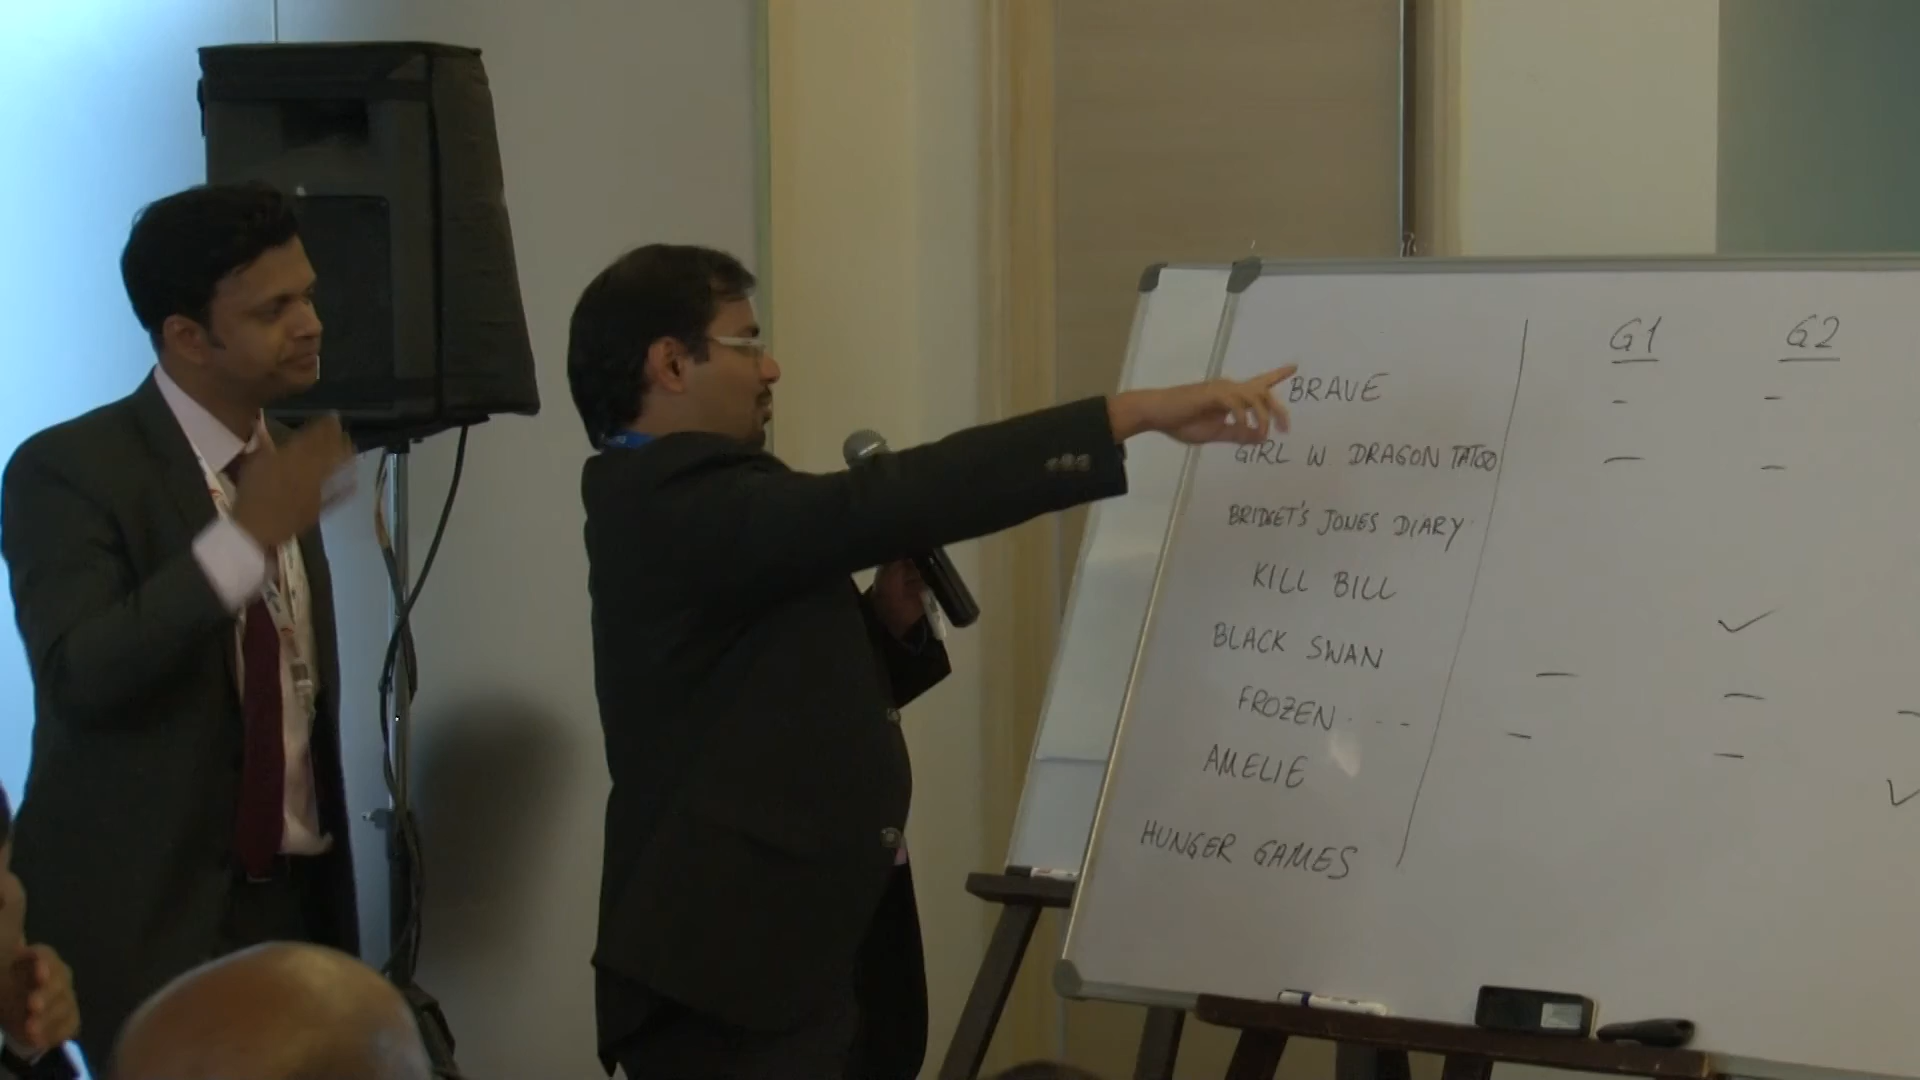 G1 G2
BRAVE - -
GIRL W. DRAGON TATOO - -
BRIDGET'S JONES DIARY
KILL BILL
BLACK SWAN ✓
FROZEN - - - - -
AMELIE - -
HUNGER GAMES